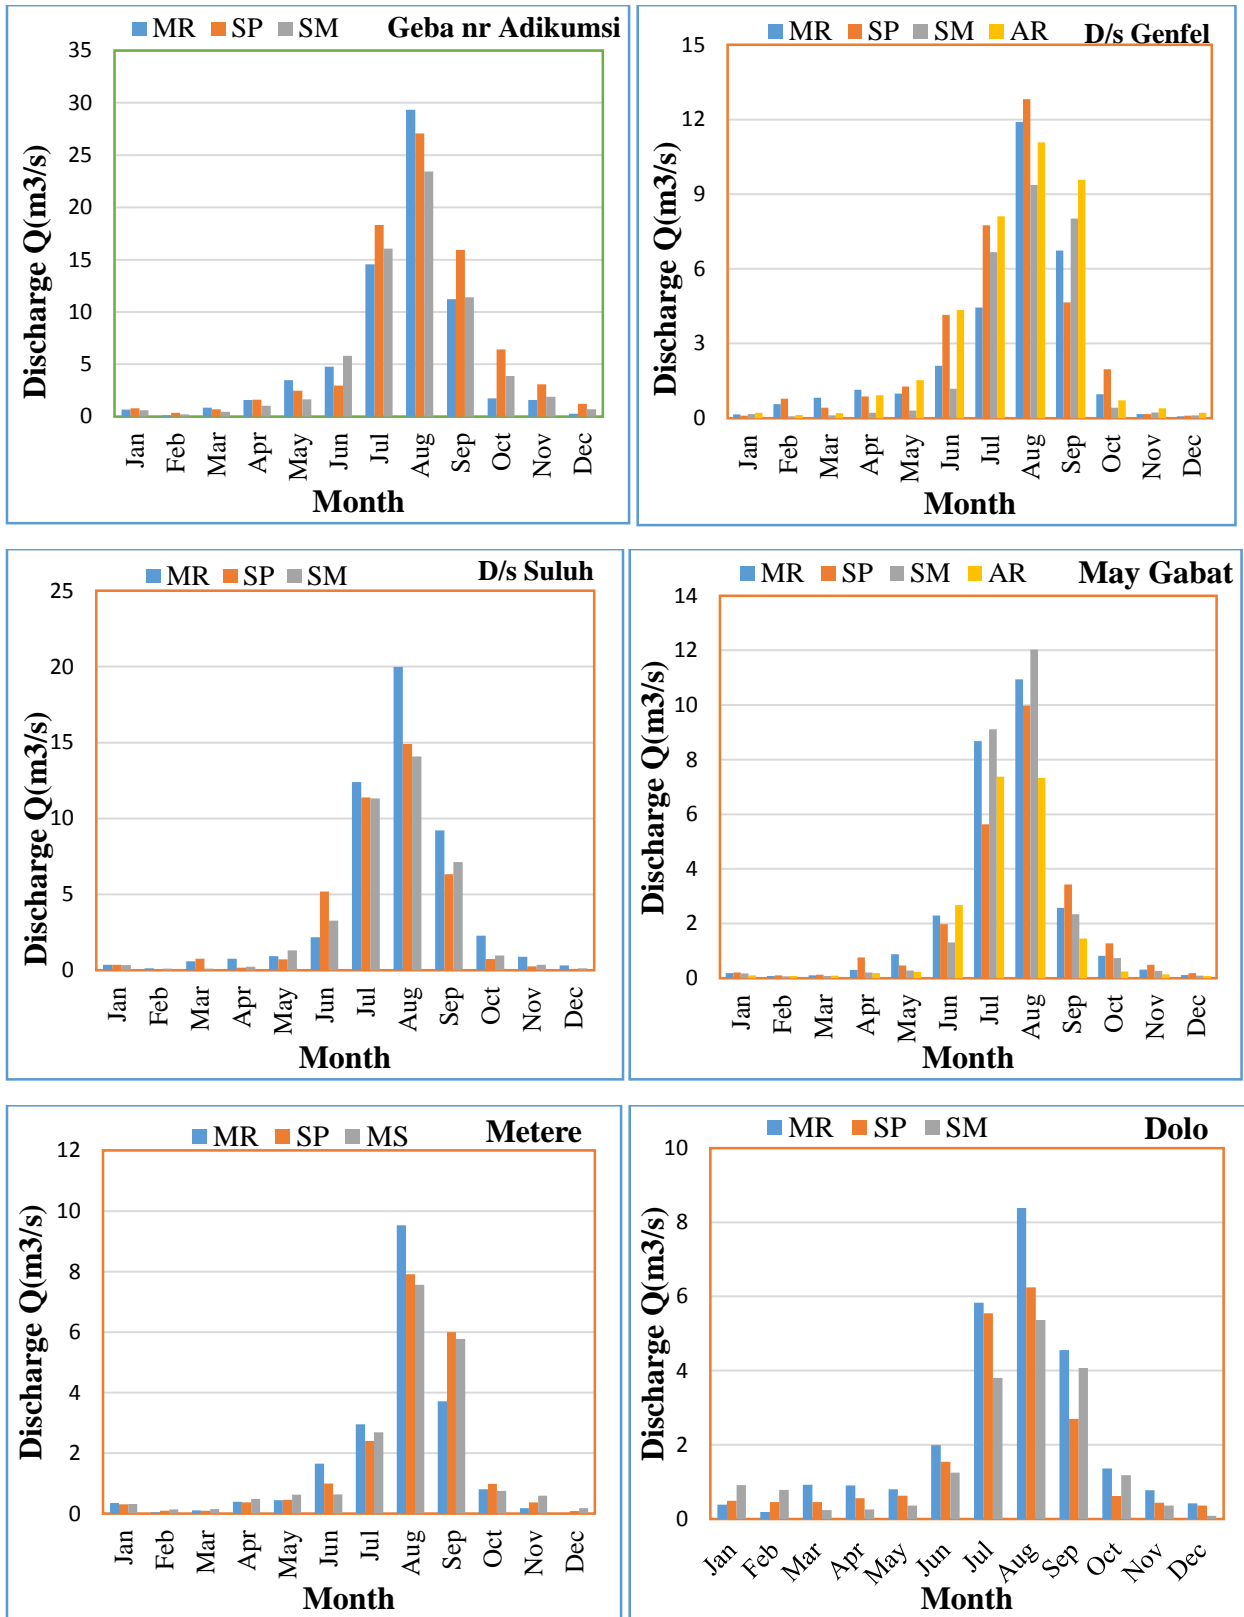 MR SP SM
Geba nr Adikumsi
35
30
25
20
15
10
5
0
Discharge Q(m3/s)
Jan Feb Mar Apr May Jun Jul Aug Sep Oct Nov Dec
Month
MR SP SM AR
D/s Genfel
15
12
9
6
3
0
Discharge Q(m3/s)
Jan Feb Mar Apr May Jun Jul Aug Sep Oct Nov Dec
Month
MR SP SM
D/s Suluh
25
20
15
10
5
0
Discharge Q(m3/s)
Jan Feb Mar Apr May Jun Jul Aug Sep Oct Nov Dec
Month
MR SP SM AR
May Gabat
14
12
10
8
6
4
2
0
Discharge Q(m3/s)
Jan Feb Mar Apr May Jun Jul Aug Sep Oct Nov Dec
Month
MR SP MS
Metere
12
10
8
6
4
2
0
Discharge Q(m3/s)
Jan Feb Mar Apr May Jun Jul Aug Sep Oct Nov Dec
Month
MR SP SM
Dolo
10
8
6
4
2
0
Discharge Q(m3/s)
Jan Feb Mar Apr May Jun Jul Aug Sep Oct Nov Dec
Month